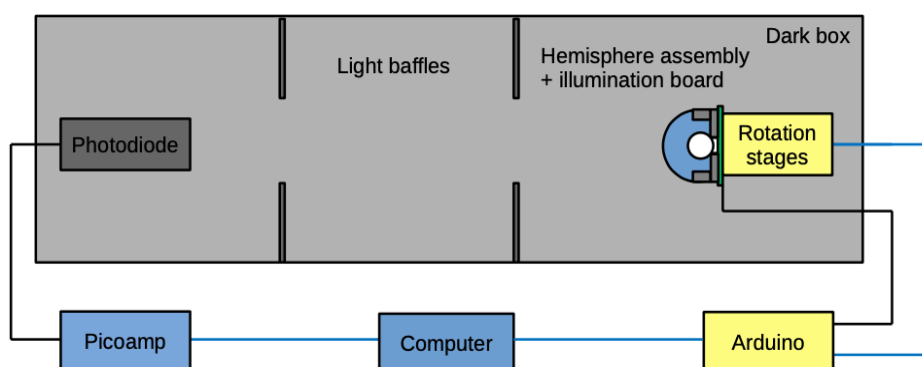 Dark box
Light baffles
Hemisphere assembly
+ illumination board
Photodiode
Rotation
stages
Picoamp
Computer
Arduino